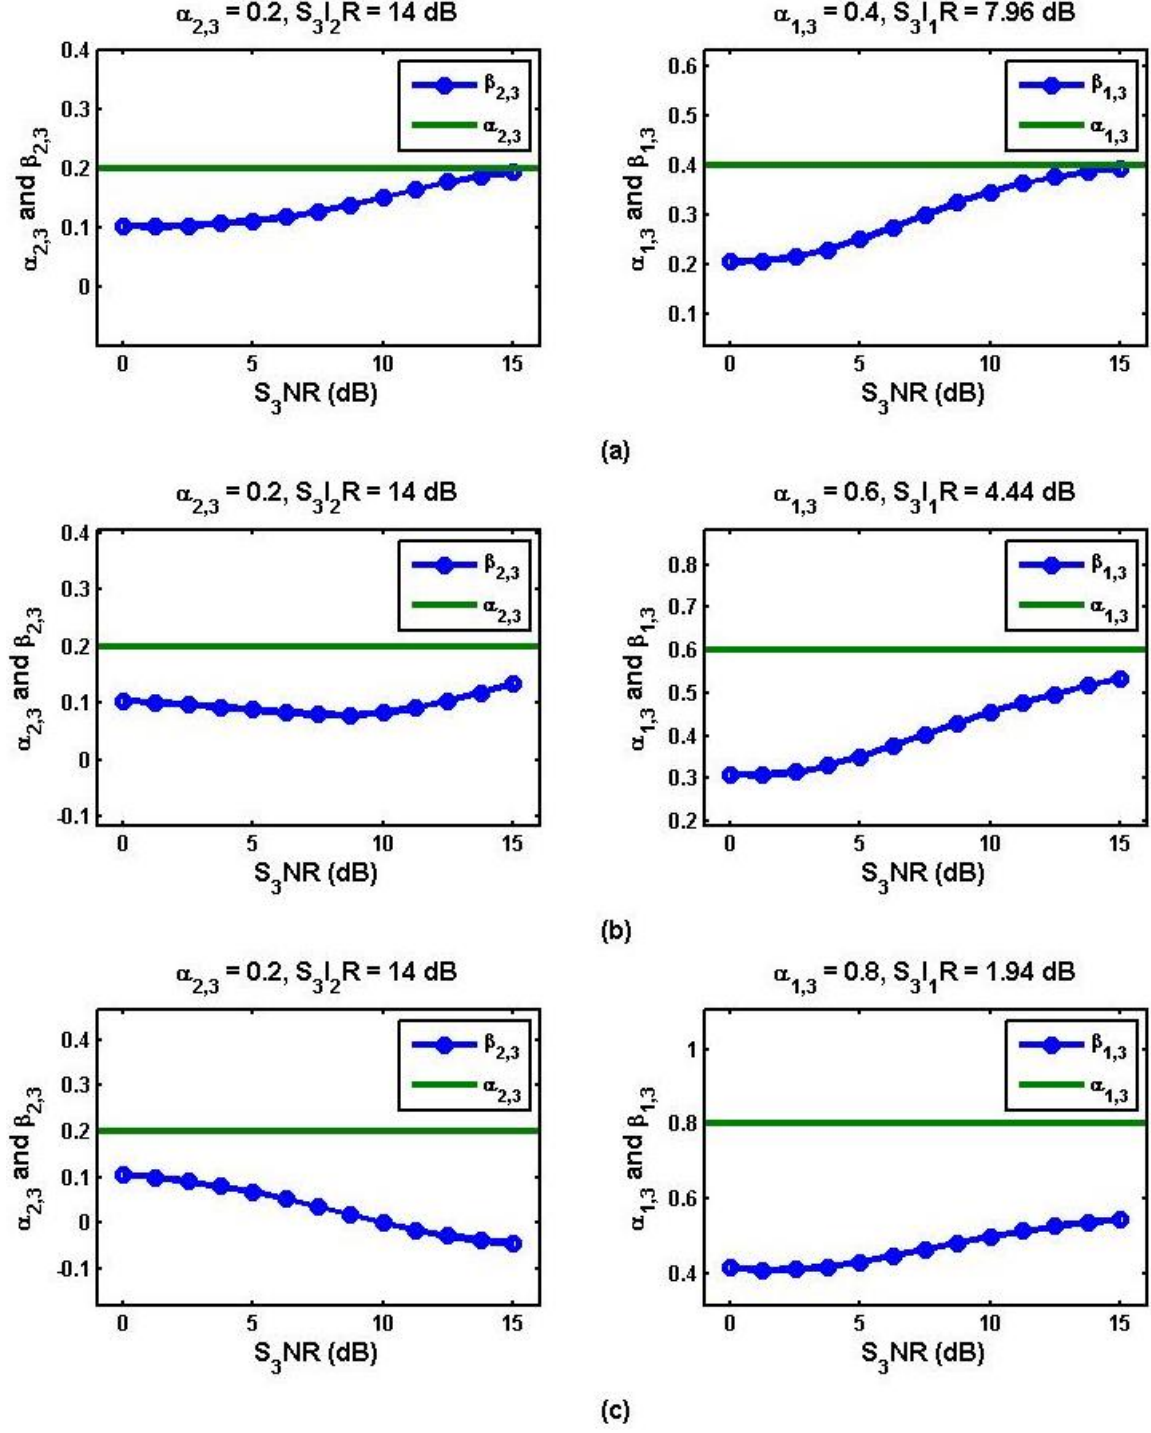 α2,3 = 0.2, S3I2R = 14 dB
α2,3 and β2,3
0.4
0.3
0.2
0.1
0
β2,3
α2,3
0 5 10 15
S3NR (dB)
α1,3 = 0.4, S3I1R = 7.96 dB
α1,3 and β1,3
0.6
0.5
0.4
0.3
0.2
0.1
β1,3
α1,3
0 5 10 15
S3NR (dB)
(a)
α2,3 = 0.2, S3I2R = 14 dB
α2,3 and β2,3
0.4
0.3
0.2
0.1
0
-0.1
β2,3
α2,3
0 5 10 15
S3NR (dB)
α1,3 = 0.6, S3I1R = 4.44 dB
α1,3 and β1,3
0.8
0.7
0.6
0.5
0.4
0.3
0.2
β1,3
α1,3
0 5 10 15
S3NR (dB)
(b)
α2,3 = 0.2, S3I2R = 14 dB
α2,3 and β2,3
0.4
0.3
0.2
0.1
0
-0.1
β2,3
α2,3
0 5 10 15
S3NR (dB)
α1,3 = 0.8, S3I1R = 1.94 dB
α1,3 and β1,3
1
0.8
0.6
0.4
β1,3
α1,3
0 5 10 15
S3NR (dB)
(c)